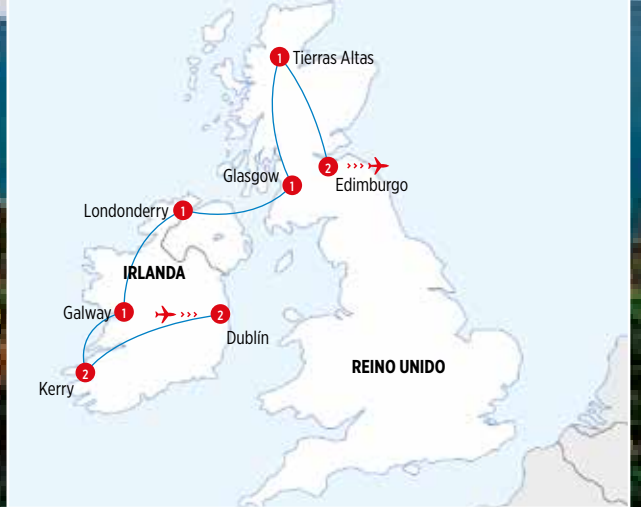 1 Tierras Altas
2
Edimburgo
Glasgow 1
Londonderry 1
IRLANDA
Galway 1
2
Dublín
Kerry 2
REINO UNIDO